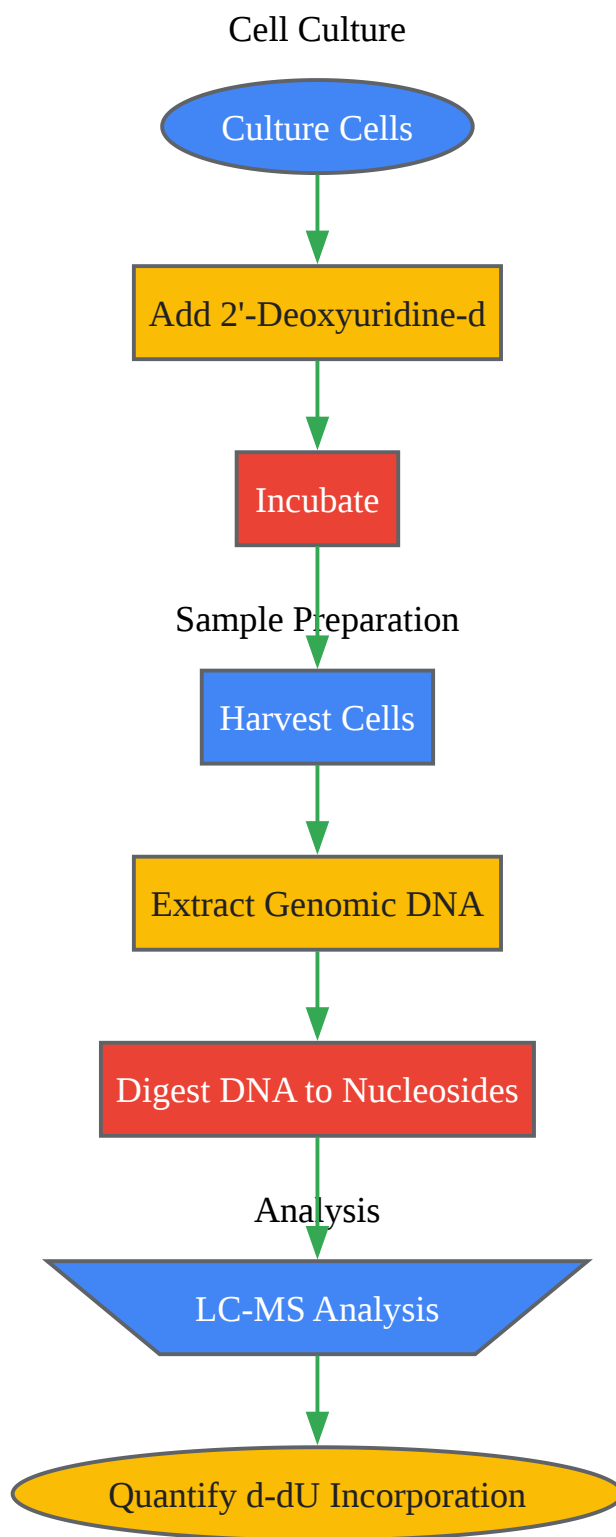 Cell Culture
Culture Cells
Add 2'-Deoxyuridine-d
Incubate
Sample Preparation
Harvest Cells
Extract Genomic DNA
Digest DNA to Nucleosides
Analysis
LC-MS Analysis
Quantify d-dU Incorporation